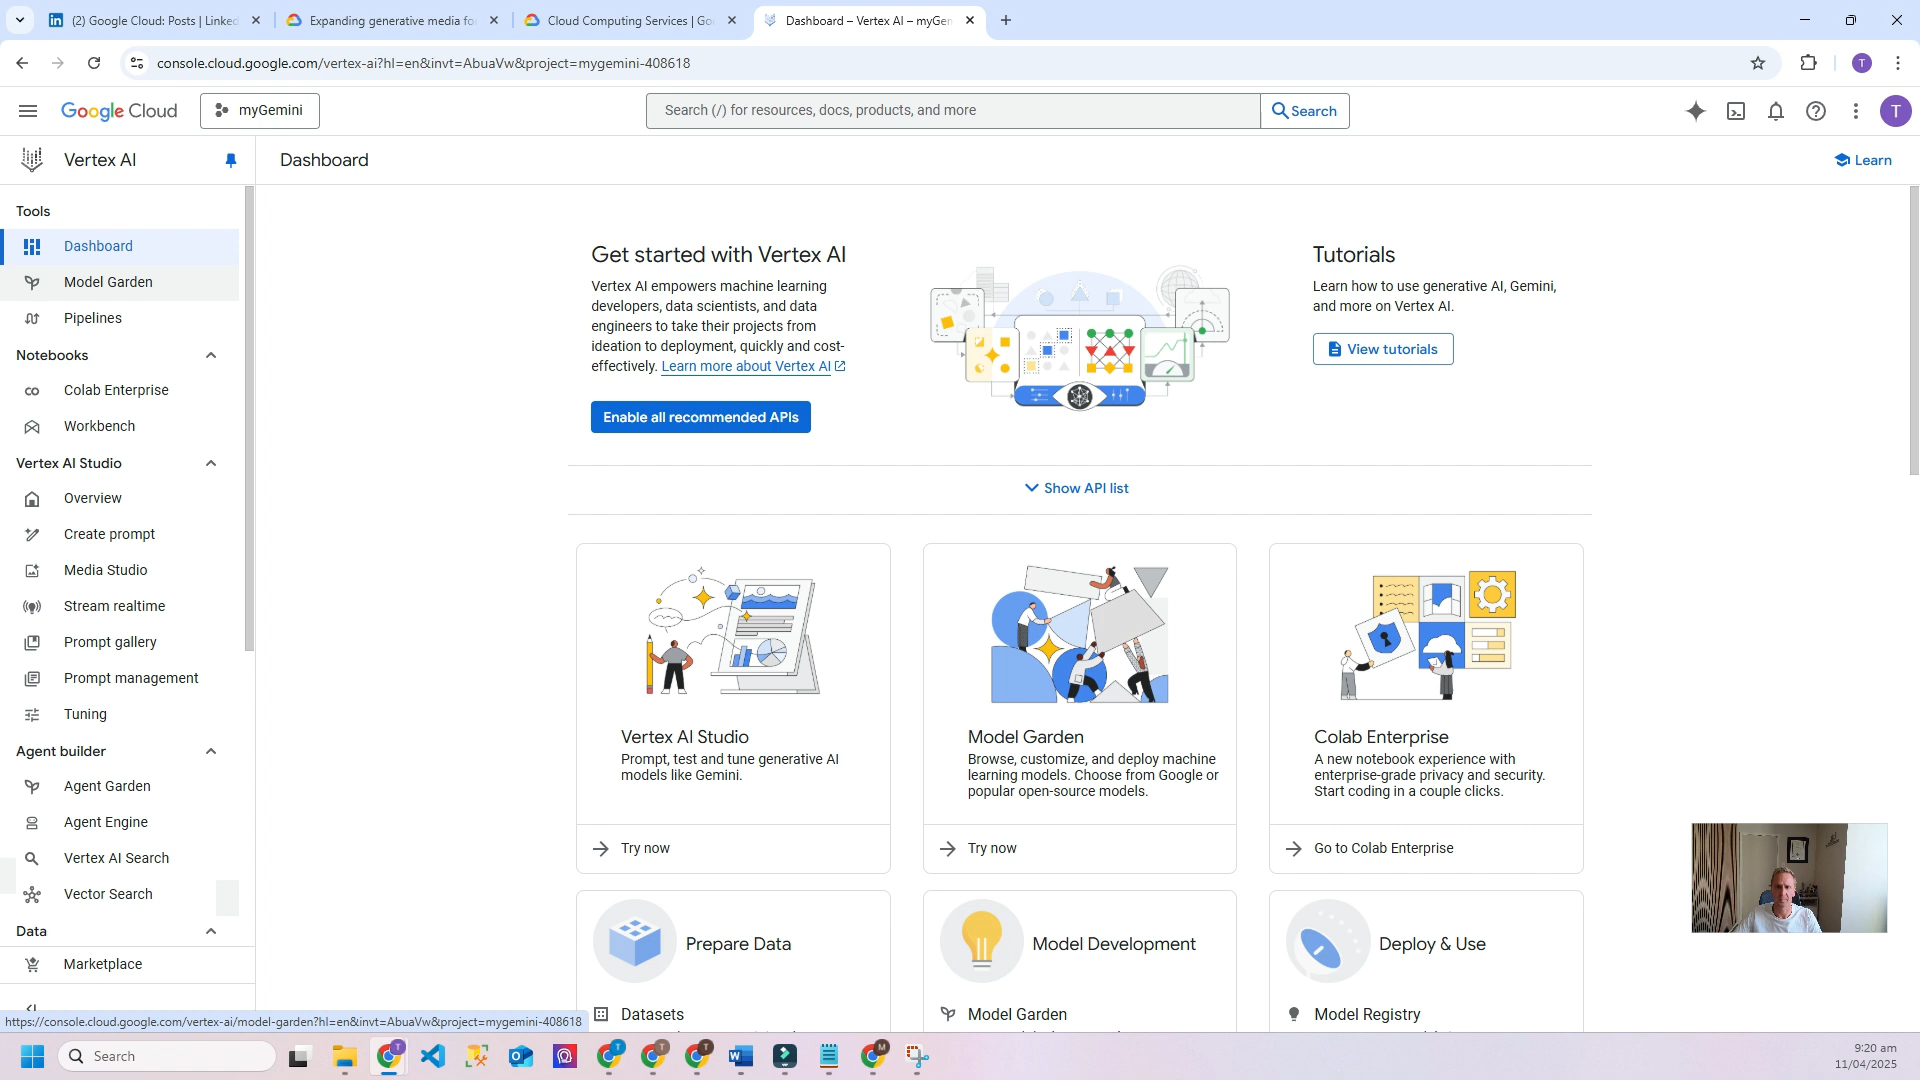 (2) Google Cloud: Posts | Linked
Expanding generative media fo
Cloud Computing Services | Go
Dashboard – Vertex AI – myGen
console.cloud.google.com/vertex-ai?hl=en&invt=AbuaVw&project=mygemini-408618
T
Google Cloud
myGemini
Search (/) for resources, docs, products, and more
Search
T
Vertex AI
Dashboard
Learn
Tools
Dashboard
Model Garden
Pipelines
Notebooks
Colab Enterprise
Workbench
Vertex AI Studio
Overview
Create prompt
Media Studio
Stream realtime
Prompt gallery
Prompt management
Tuning
Agent builder
Agent Garden
Agent Engine
Vertex AI Search
Vector Search
Data
Marketplace
Get started with Vertex AI
Vertex AI empowers machine learning
developers, data scientists, and data
engineers to take their projects from
ideation to deployment, quickly and cost-
effectively. Learn more about Vertex AI
Enable all recommended APIs
Tutorials
Learn how to use generative AI, Gemini,
and more on Vertex AI.
View tutorials
Show API list
Vertex AI Studio
Prompt, test and tune generative AI
models like Gemini.
Try now
Model Garden
Browse, customize, and deploy machine
learning models. Choose from Google or
popular open-source models.
Try now
Colab Enterprise
A new notebook experience with
enterprise-grade privacy and security.
Start coding in a couple clicks.
Go to Colab Enterprise
Prepare Data
Datasets
Model Development
Model Garden
Deploy & Use
Model Registry
https://console.cloud.google.com/vertex-ai/model-garden?hl=en&invt=AbuaVw&project=mygemini-408618
Search
9:20 am
11/04/2025